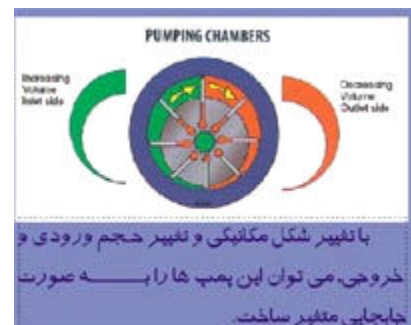 PUMPING CHAMBERS
Increasing
Volume
Inlet side
Decreasing
Volume
Outlet side
با تغییر شکل مکانیکی و تغییر حجم ورودی و
خروجی، می توان این پمپ ها را بـــه صورت
جابجایی متغیر ساخت.